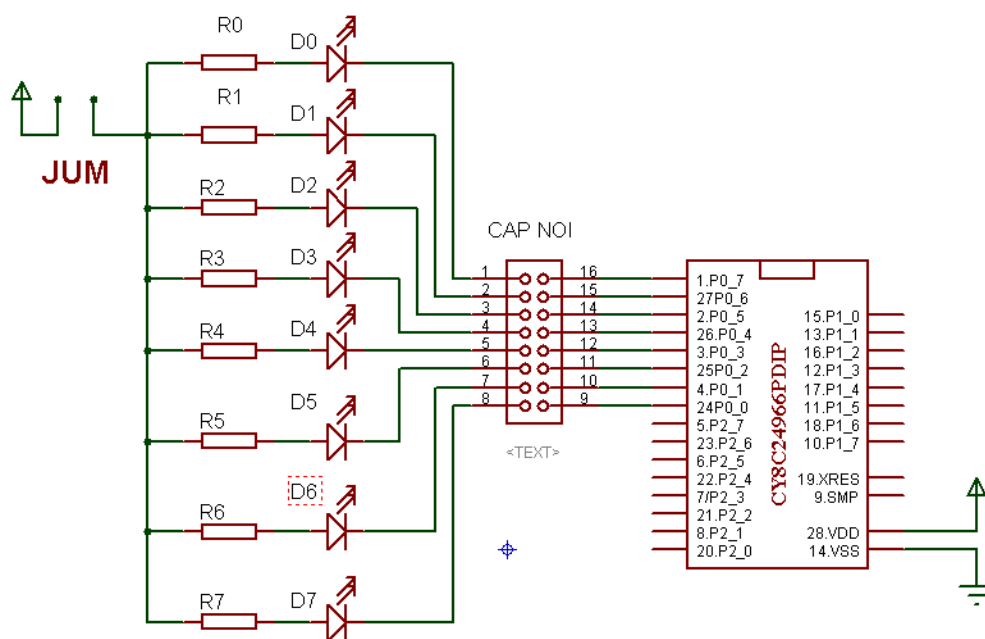 R0
D0
R1
D1
JUM
R2
D2
R3
D3
R4
D4
R5
D5
R6
D6
R7
D7
CAP NOI
1
2
3
4
5
6
7
8
16
15
14
13
12
11
10
9
<TEXT>
1.P0_7
27P0_6
2.P0_5
26.P0_4
3.P0_3
25P0_2
4.P0_1
24P0_0
5.P2_7
23.P2_6
6.P2_5
22.P2_4
7/P2_3
21.P2_2
8.P2_1
20.P2_0
CY8C24966PDIP
15.P1_0
13.P1_1
16.P1_2
12.P1_3
17.P1_4
11.P1_5
18.P1_6
10.P1_7
19.XRES
9.SMP
28.VDD
14.VSS